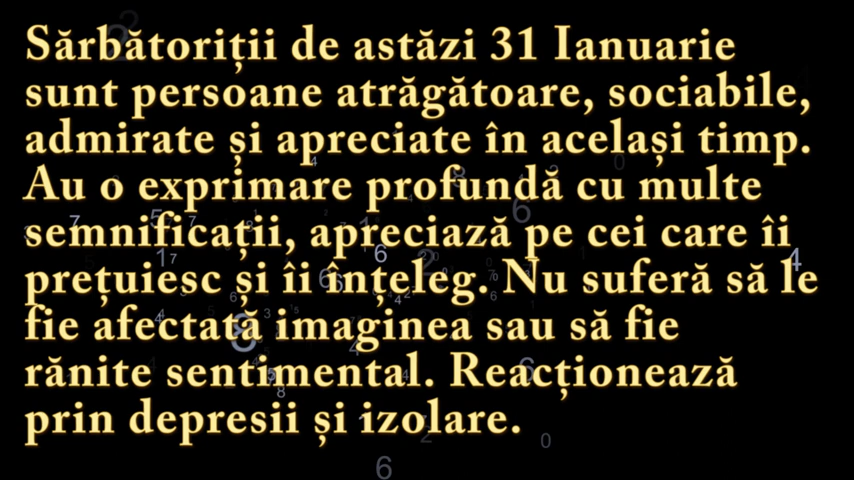 Sărbătoriții de astăzi 31 Ianuarie
sunt persoane atrăgătoare, sociabile,
admirate și apreciate în același timp.
Au o exprimare profundă cu multe
semnificații, apreciază pe cei care îi
prețuiesc și îi înțeleg. Nu suferă să le
fie afectată imaginea sau să fie
rănite sentimental. Reacționează
prin depresii și izolare.